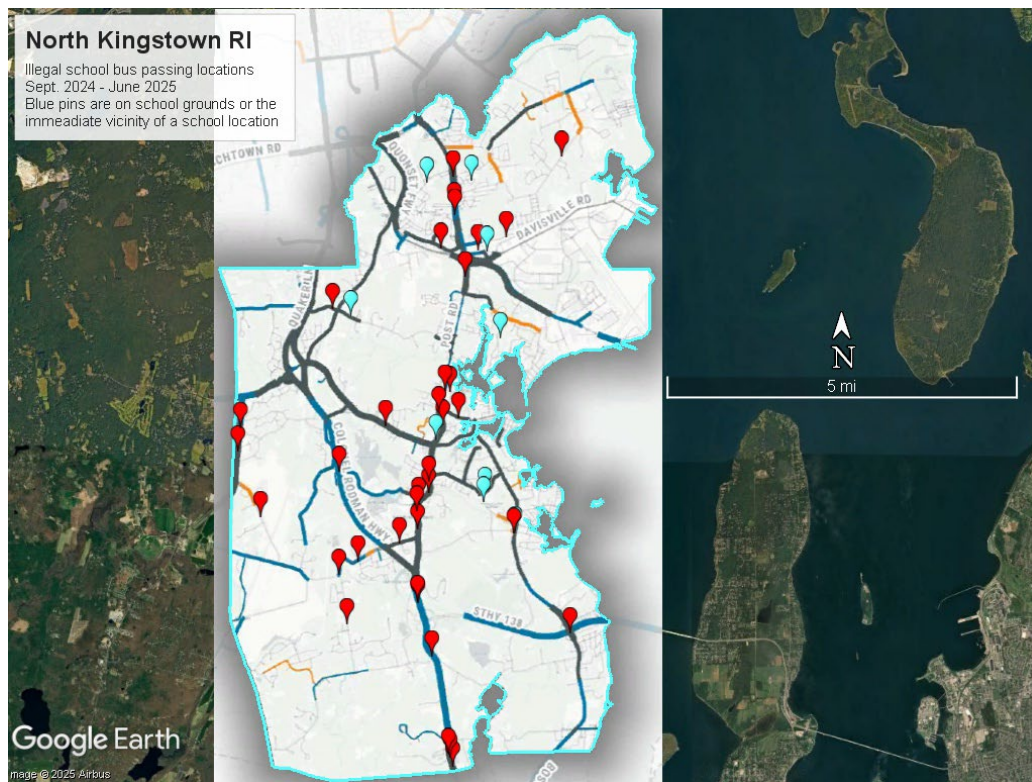 North Kingstown RI
Illegal school bus passing locations
Sept. 2024 - June 2025
Blue pins are on school grounds or the
immeadiate vicinity of a school location
CHTOWN RD
QUONSET FWY
DAVISVILLE RD
QUAKER LN
POST RD
N
5 mi
RODMAN HWY
STHY 138
Google Earth
mage © 2025 Airbus